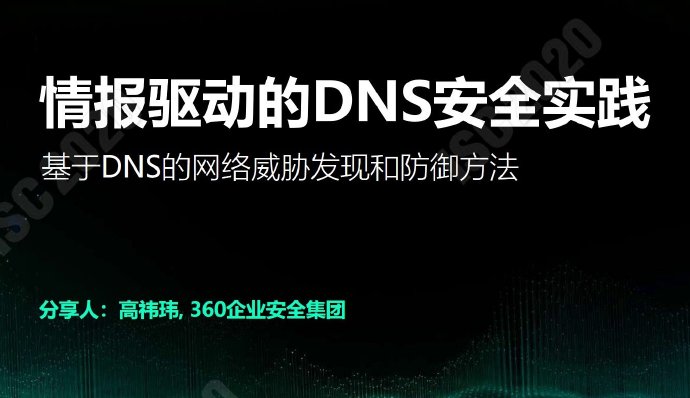 情报驱动的DNS安全实践
基于DNS的网络威胁发现和防御方法
分享人：高祎玮, 360企业安全集团
ISC 2020
ISC 2020